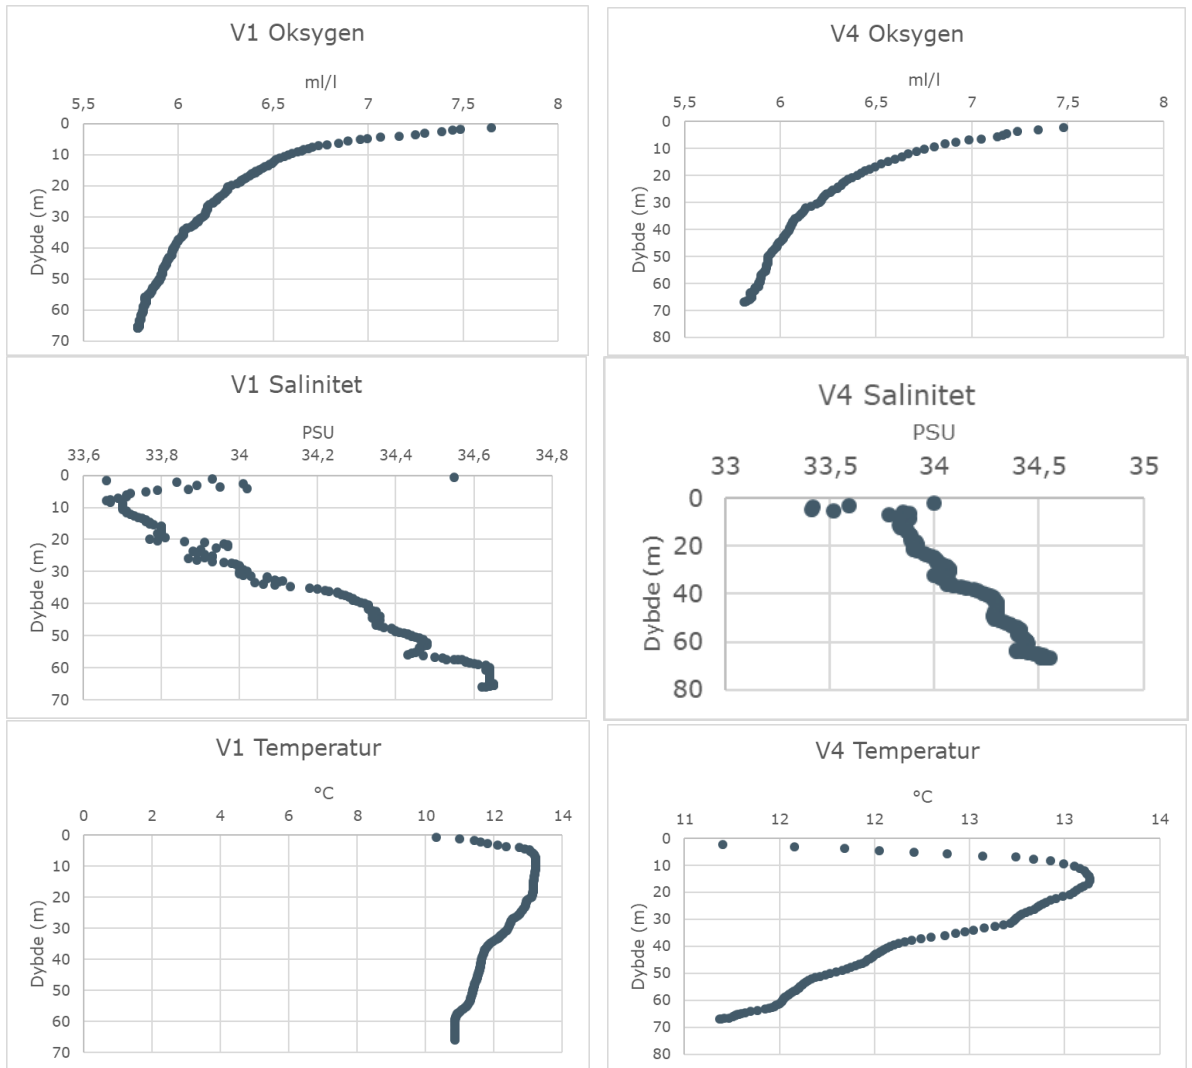 V1 Oksygen
ml/l
5,5 6 6,5 7 7,5 8
0
10
20
30
40
50
60
70
Dybde (m)
V4 Oksygen
ml/l
5,5 6 6,5 7 7,5 8
0
10
20
30
40
50
60
70
80
Dybde (m)
V1 Salinitet
PSU
33,6 33,8 34 34,2 34,4 34,6 34,8
0
10
20
30
40
50
60
70
Dybde (m)
V4 Salinitet
PSU
33 33,5 34 34,5 35
0
20
40
60
80
Dybde (m)
V1 Temperatur
°C
0 2 4 6 8 10 12 14
0
10
20
30
40
50
60
70
Dybde (m)
V4 Temperatur
°C
11 12 12 13 13 14
0
10
20
30
40
50
60
70
80
Dybde (m)